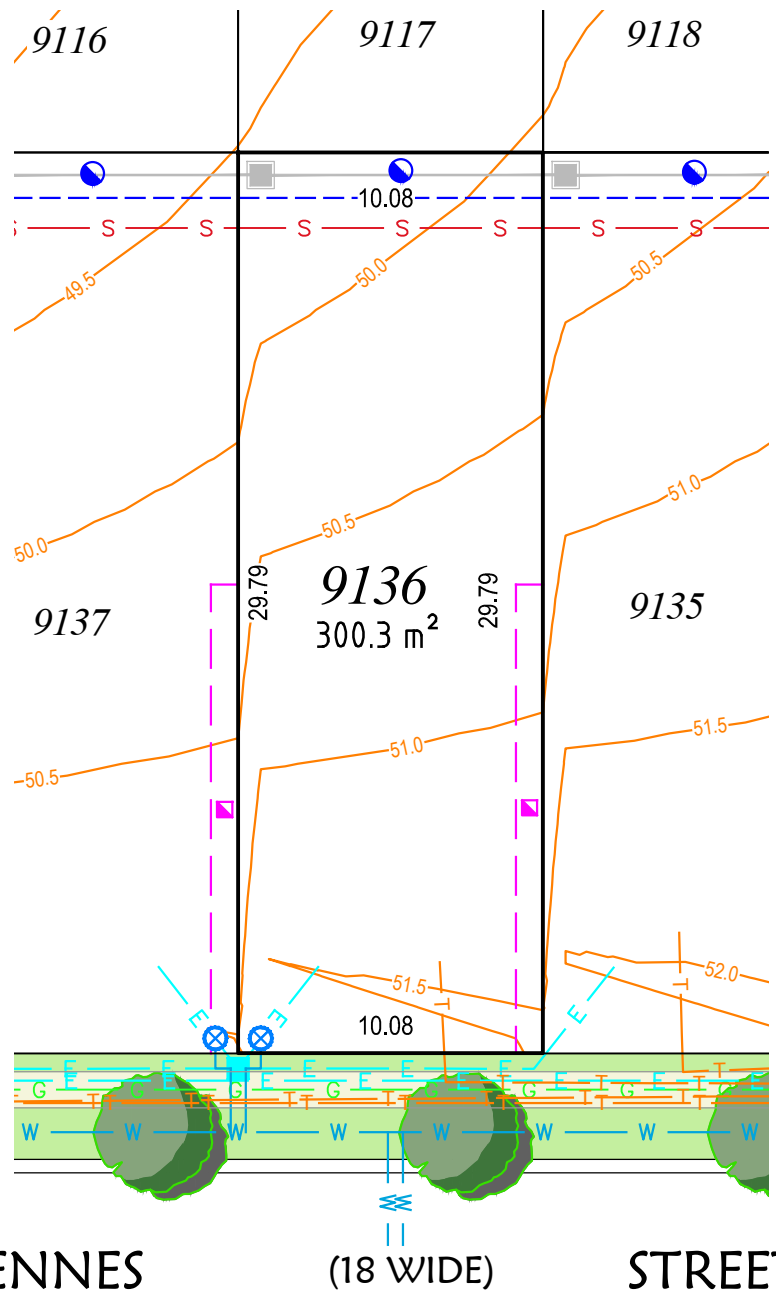 9116
9117
9118
10.08
S S S S S S S S
49.5
50.0
50.5
50.0
50.5
51.0
29.79
29.79
9136
300.3 m²
9137
9135
50.5
51.0
51.5
51.5
52.0
T T
10.08
E E E
E E E E E
E E E E E E E
G G G G G G
T T T T T T T T T
W W W W W W W W
W
ENNES
(18 WIDE)
STREET